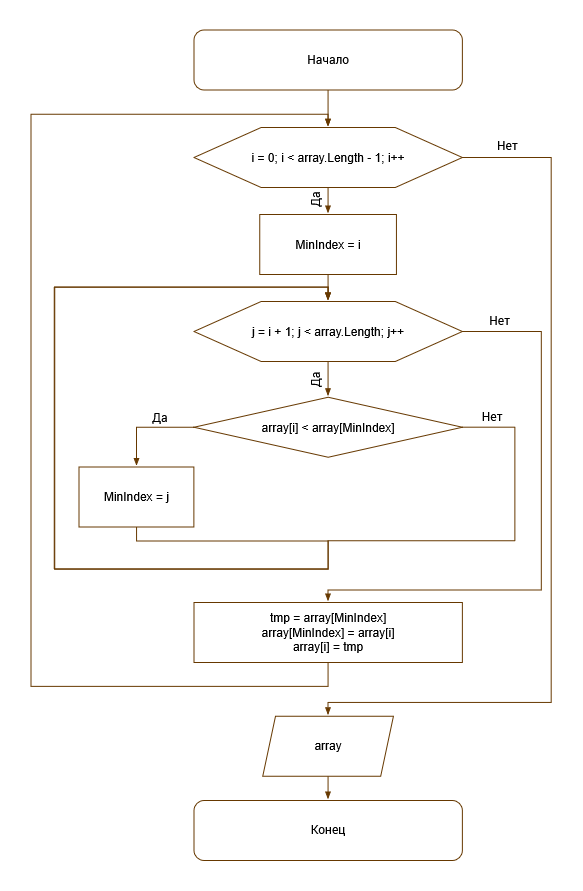 Начало
i = 0; i < array.Length - 1; i++
Нет
Да
MinIndex = i
j = i + 1; j < array.Length; j++
Нет
Да
array[i] < array[MinIndex]
Да
Нет
MinIndex = j
tmp = array[MinIndex]
array[MinIndex] = array[i]
array[i] = tmp
array
Конец